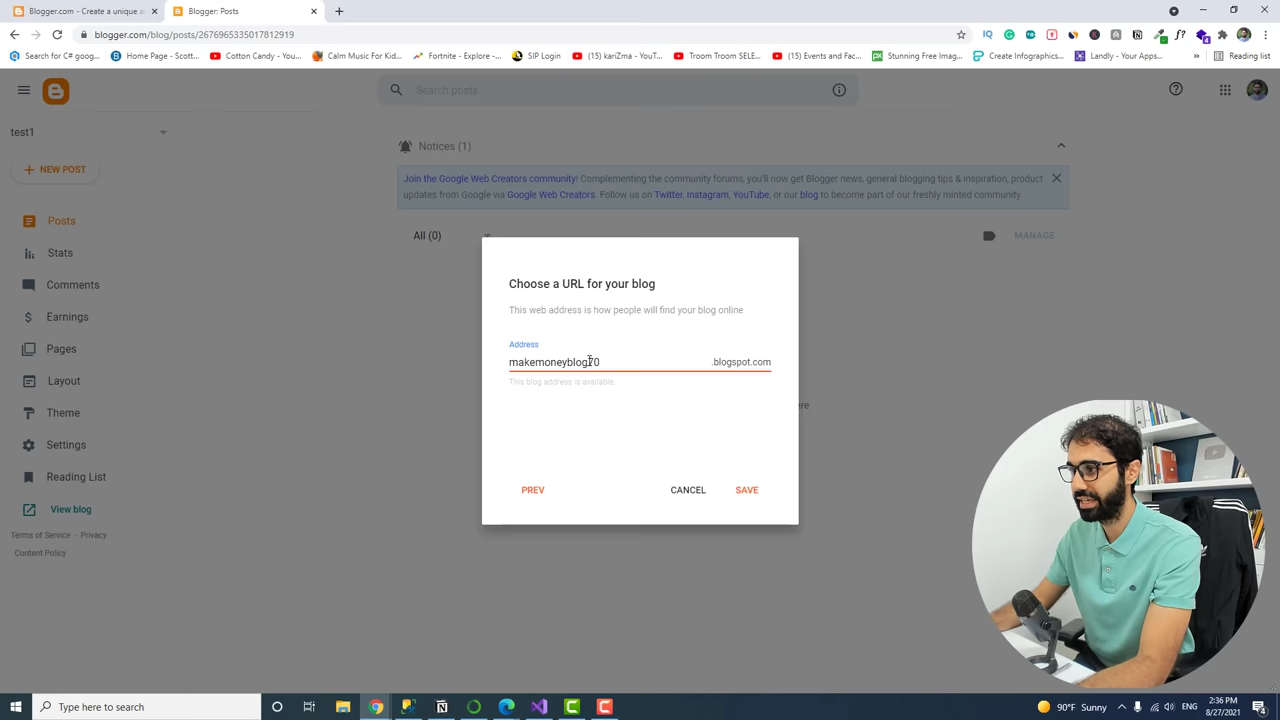 Blogger.com - Create a unique a
Blogger: Posts
blogger.com/blog/posts/2676965335017812919
Search for C# goog...
Home Page - Scott...
Cotton Candy - You...
Calm Music For Kid...
Fortnite - Explore -...
SIP Login
(15) kariZma - YouT...
Troom Troom SELE...
(15) Events and Fac...
Stunning Free Imag...
Create Infographics...
Landly - Your Apps...
»
Reading list
Search posts
test1
Notices (1)
NEW POST
Join the Google Web Creators community! Complementing the community forums, you'll now get Blogger news, general blogging tips & inspiration, product
updates from Google via Google Web Creators. Follow us on Twitter, Instagram, YouTube, or our blog to become part of our freshly minted community.
Posts
All (0)
MANAGE
Stats
Comments
Earnings
Pages
Layout
Theme
Settings
Reading List
View blog
Terms of Service · Privacy
Content Policy
Choose a URL for your blog
This web address is how people will find your blog online
Address
makemoneyblog70
.blogspot.com
This blog address is available.
ere
PREV
CANCEL
SAVE
Type here to search
90°F Sunny
ENG
2:36 PM
8/27/2021